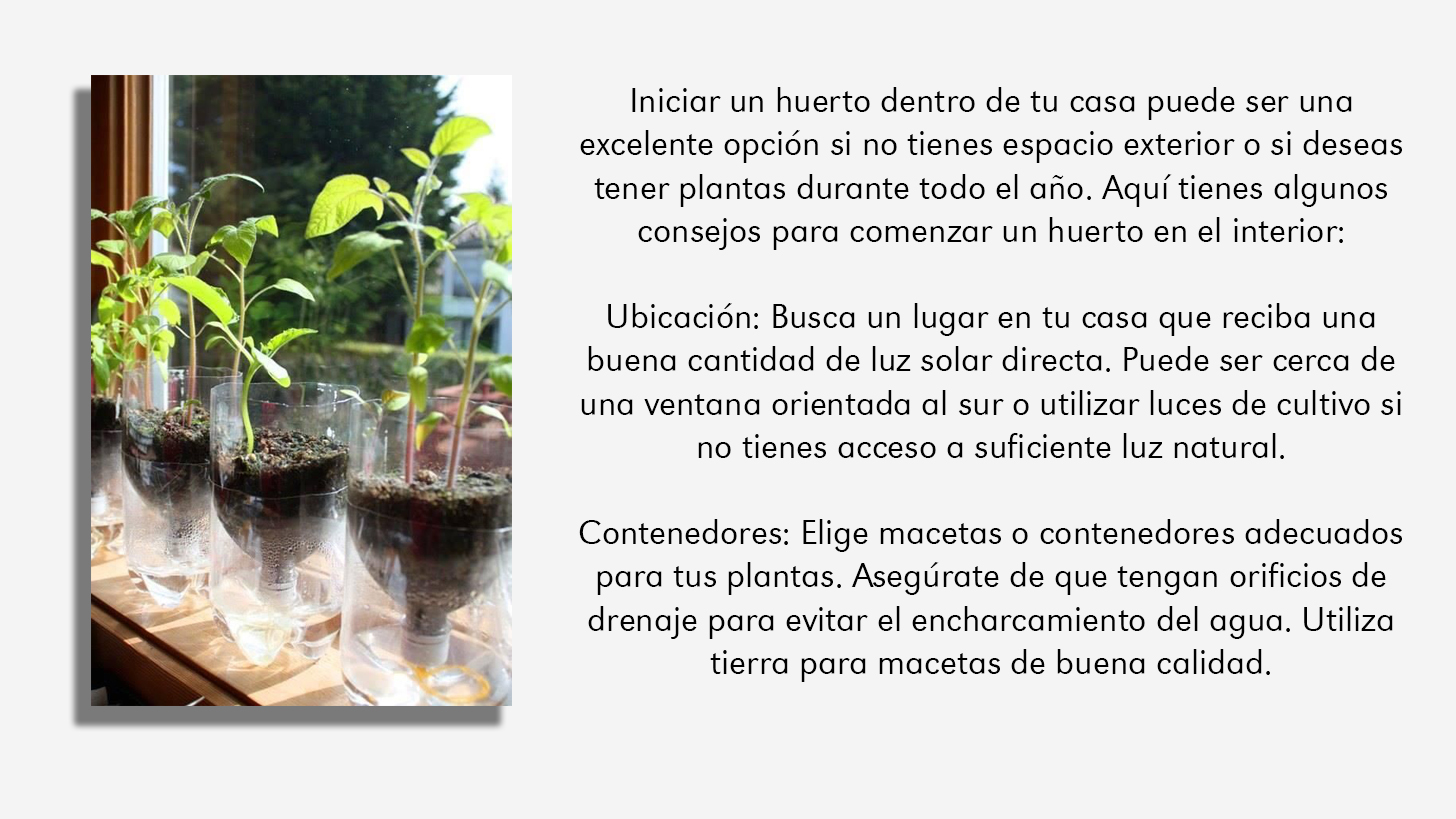 Iniciar un huerto dentro de tu casa puede ser una
excelente opción si no tienes espacio exterior o si deseas
tener plantas durante todo el año. Aquí tienes algunos
consejos para comenzar un huerto en el interior:
Ubicación: Busca un lugar en tu casa que reciba una
buena cantidad de luz solar directa. Puede ser cerca de
una ventana orientada al sur o utilizar luces de cultivo si
no tienes acceso a suficiente luz natural.
Contenedores: Elige macetas o contenedores adecuados
para tus plantas. Asegúrate de que tengan orificios de
drenaje para evitar el encharcamiento del agua. Utiliza
tierra para macetas de buena calidad.